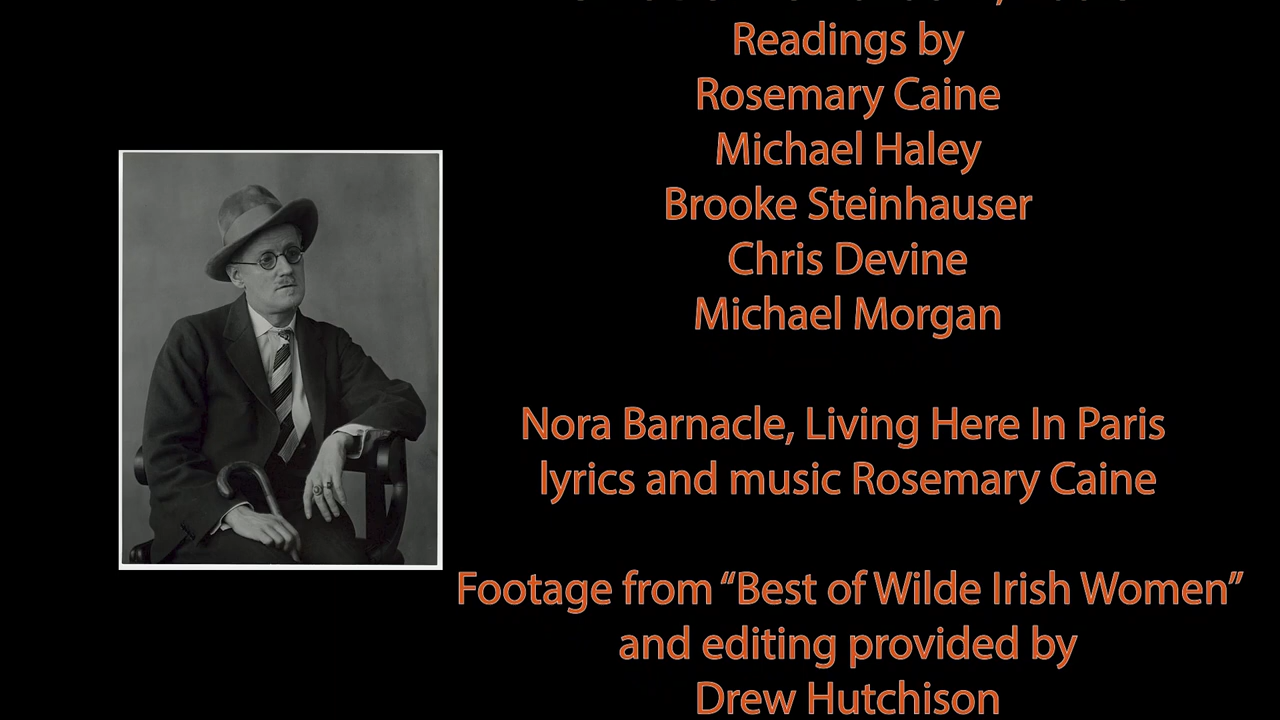 Readings by
Rosemary Caine
Michael Haley
Brooke Steinhauser
Chris Devine
Michael Morgan
Nora Barnacle, Living Here In Paris
lyrics and music Rosemary Caine
Footage from “Best of Wilde Irish Women”
and editing provided by
Drew Hutchison